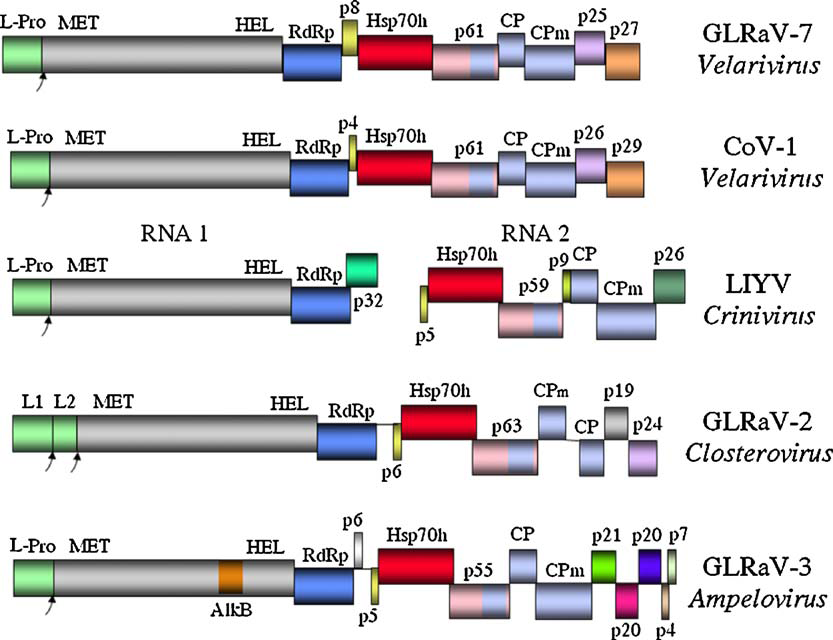 L-Pro MET HEL RdRp p8 Hsp70h p61 CP CPm p25 p27 GLRaV-7
Velarivirus
L-Pro MET HEL RdRp p4 Hsp70h p61 CP CPm p26 p29 CoV-1
Velarivirus
RNA 1 RNA 2
L-Pro MET HEL RdRp p32 p5 Hsp70h p59 p9 CP CPm p26 LIYV
Crinivirus
L1 L2 MET HEL RdRp p6 Hsp70h p63 CPm CP p19 p24 GLRaV-2
Closterovirus
L-Pro MET AlkB HEL RdRp p6 p5 Hsp70h p55 CP CPm p21 p20 p20 p4 p7 GLRaV-3
Ampelovirus